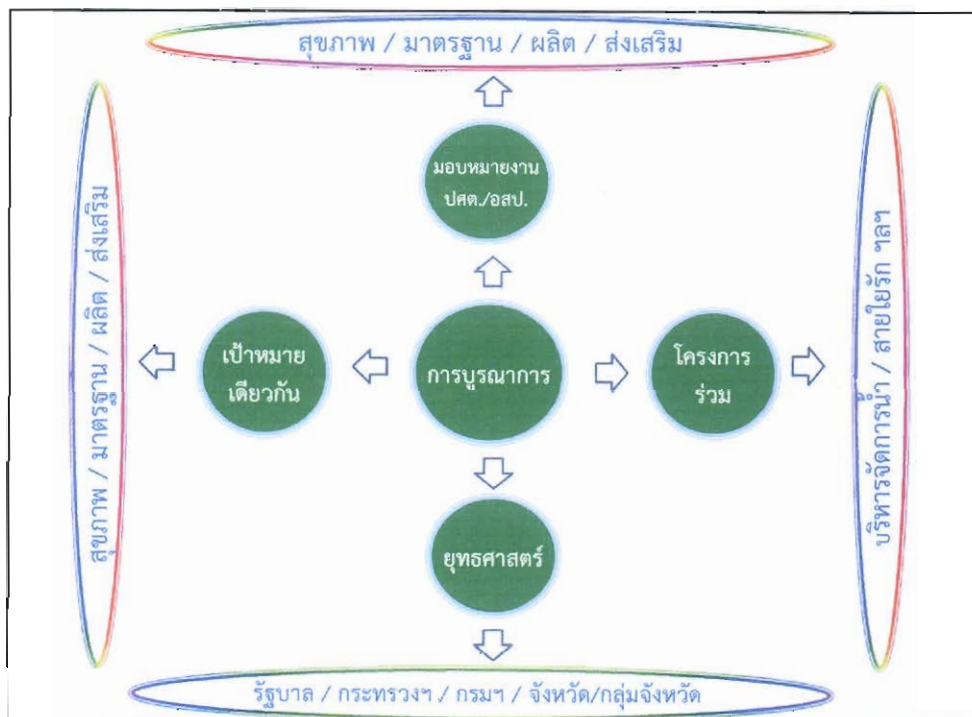 สุขภาพ / มาตรฐาน / ผลิต / ส่งเสริม
มอบหมายงาน
ปศต./อสป.
สุขภาพ / มาตรฐาน / ผลิต / ส่งเสริม
เป้าหมาย
เดียวกัน
การบูรณาการ
โครงการ
ร่วม
บริหารจัดการน้ำ / สายใยรัก ฯลฯ
ยุทธศาสตร์
รัฐบาล / กระทรวงฯ / กรมฯ / จังหวัด/กลุ่มจังหวัด